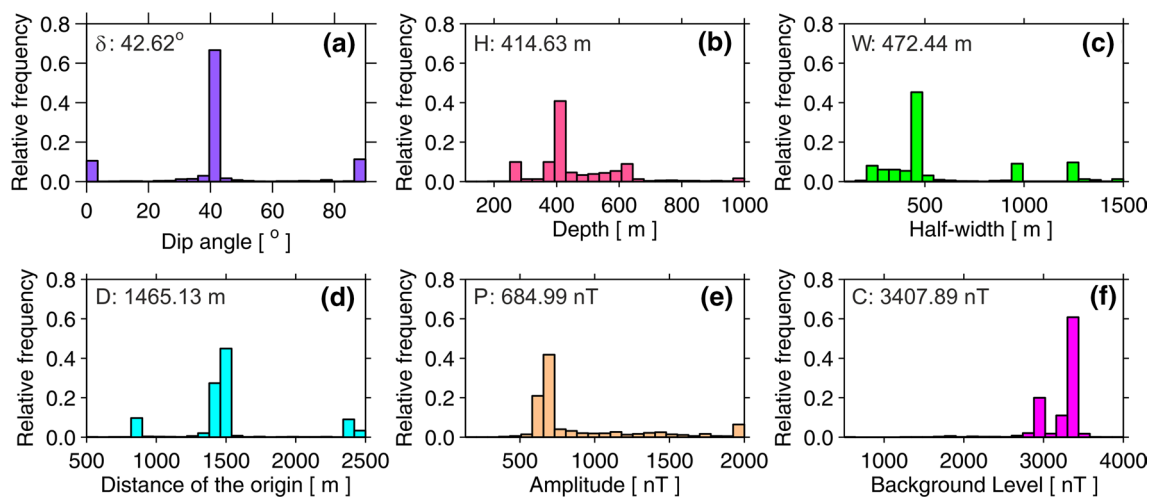 δ: 42.62°
(a)
Relative frequency
0.8
0.6
0.4
0.2
0.0
0 20 40 60 80
Dip angle [ ° ]
H: 414.63 m
(b)
Relative frequency
0.8
0.6
0.4
0.2
0.0
200 400 600 800 1000
Depth [ m ]
W: 472.44 m
(c)
Relative frequency
0.8
0.6
0.4
0.2
0.0
500 1000 1500
Half-width [ m ]
D: 1465.13 m
(d)
Relative frequency
0.8
0.6
0.4
0.2
0.0
500 1000 1500 2000 2500
Distance of the origin [ m ]
P: 684.99 nT
(e)
Relative frequency
0.8
0.6
0.4
0.2
0.0
500 1000 1500 2000
Amplitude [ nT ]
C: 3407.89 nT
(f)
Relative frequency
0.8
0.6
0.4
0.2
0.0
1000 2000 3000 4000
Background Level [ nT ]